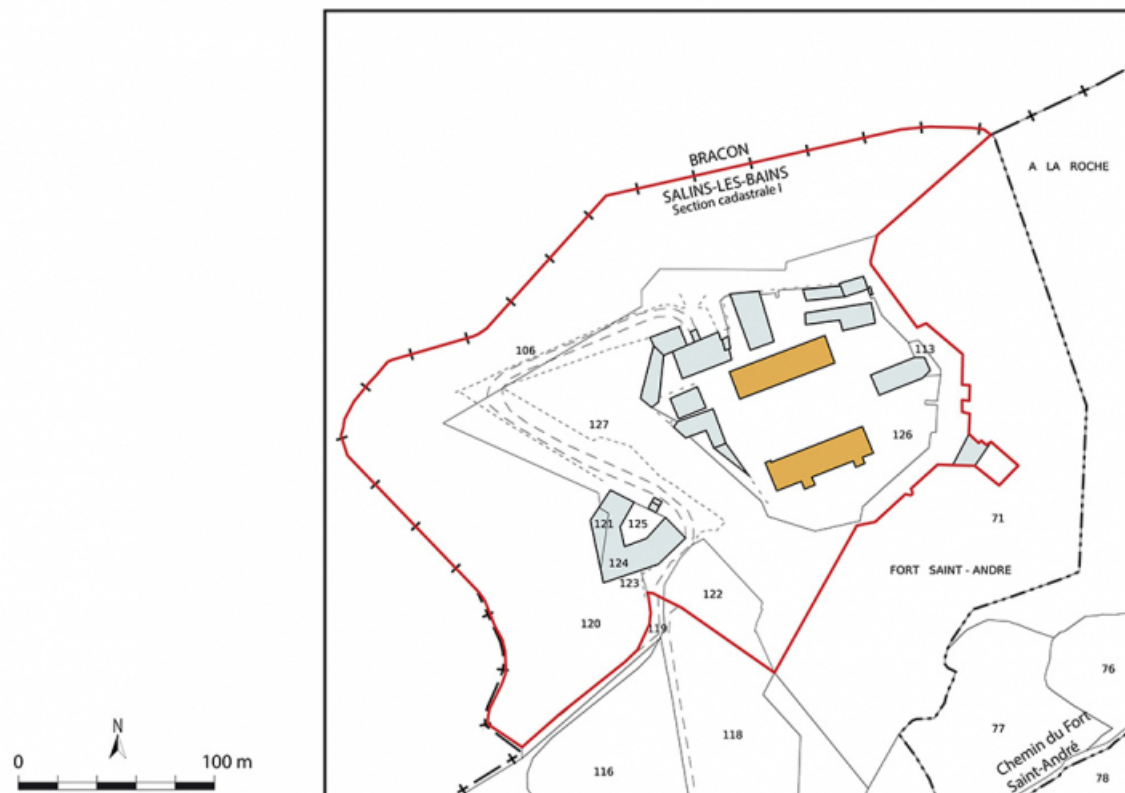 BRACON
SALINS-LES-BAINS
Section cadastrale I
A LA ROCHE
106
113
127
126
121
125
71
124
FORT SAINT-ANDRE
123
122
120
119
76
N
77
118
Chemin du Fort
Saint-André
0
100 m
116
78